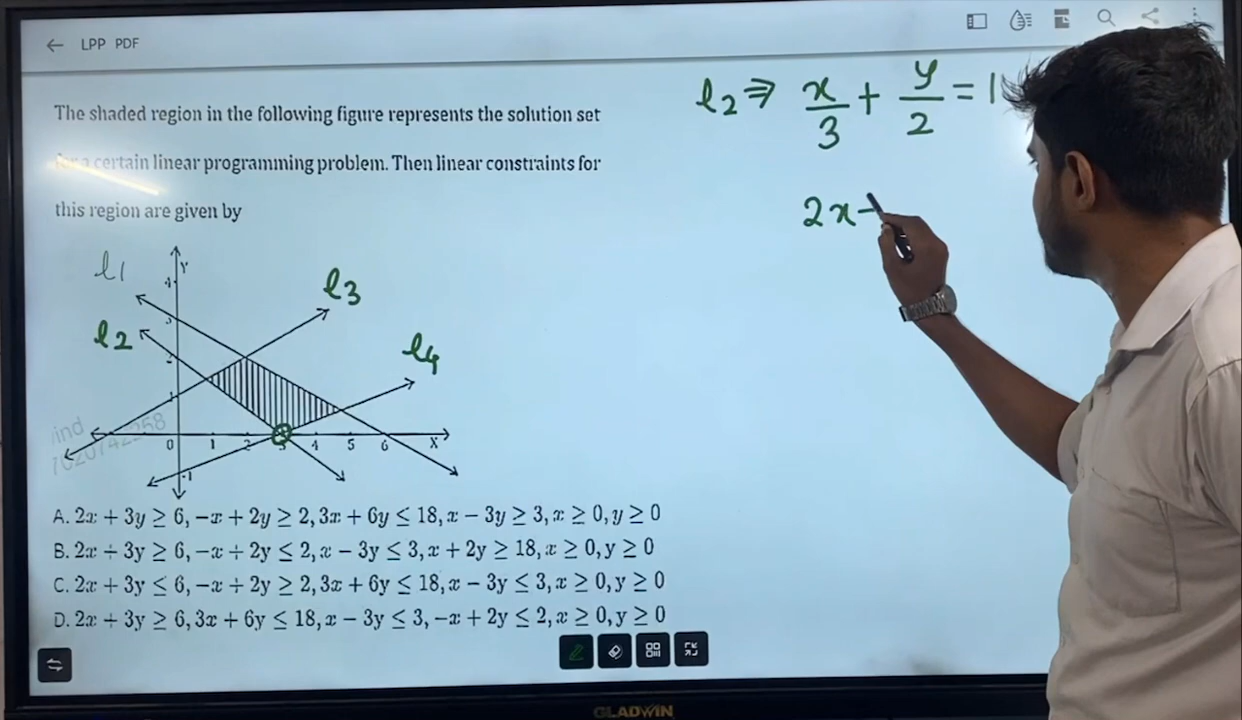 LPP PDF
The shaded region in the following figure represents the solution set
for a certain linear programming problem. Then linear constraints for
this region are given by
l₂ ⇒ x/3 + y/2 = 1
2x-
l1
l2
l3
l4
Y
4
3
2
1
0 1 2 3 4 5 6 X
-1
7020742258
A. 2x + 3y ≥ 6, −x + 2y ≥ 2, 3x + 6y ≤ 18, x − 3y ≥ 3, x ≥ 0, y ≥ 0
B. 2x + 3y ≥ 6, −x + 2y ≤ 2, x − 3y ≤ 3, x + 2y ≥ 18, x ≥ 0, y ≥ 0
C. 2x + 3y ≤ 6, −x + 2y ≥ 2, 3x + 6y ≤ 18, x − 3y ≤ 3, x ≥ 0, y ≥ 0
D. 2x + 3y ≥ 6, 3x + 6y ≤ 18, x − 3y ≤ 3, −x + 2y ≤ 2, x ≥ 0, y ≥ 0
GLADWIN